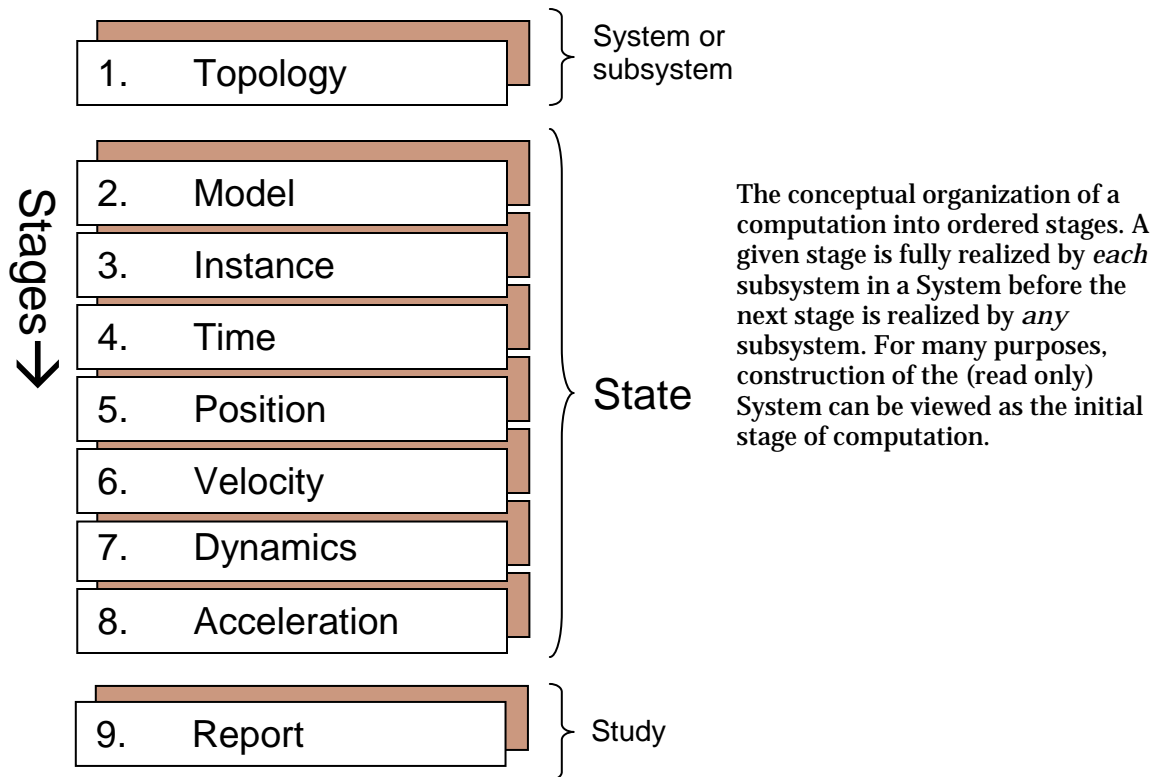 1. Topology
System or
subsystem
Stages→
2. Model
3. Instance
4. Time
5. Position
6. Velocity
7. Dynamics
8. Acceleration
State
The conceptual organization of a
computation into ordered stages. A
given stage is fully realized by each
subsystem in a System before the
next stage is realized by any
subsystem. For many purposes,
construction of the (read only)
System can be viewed as the initial
stage of computation.
9. Report
Study